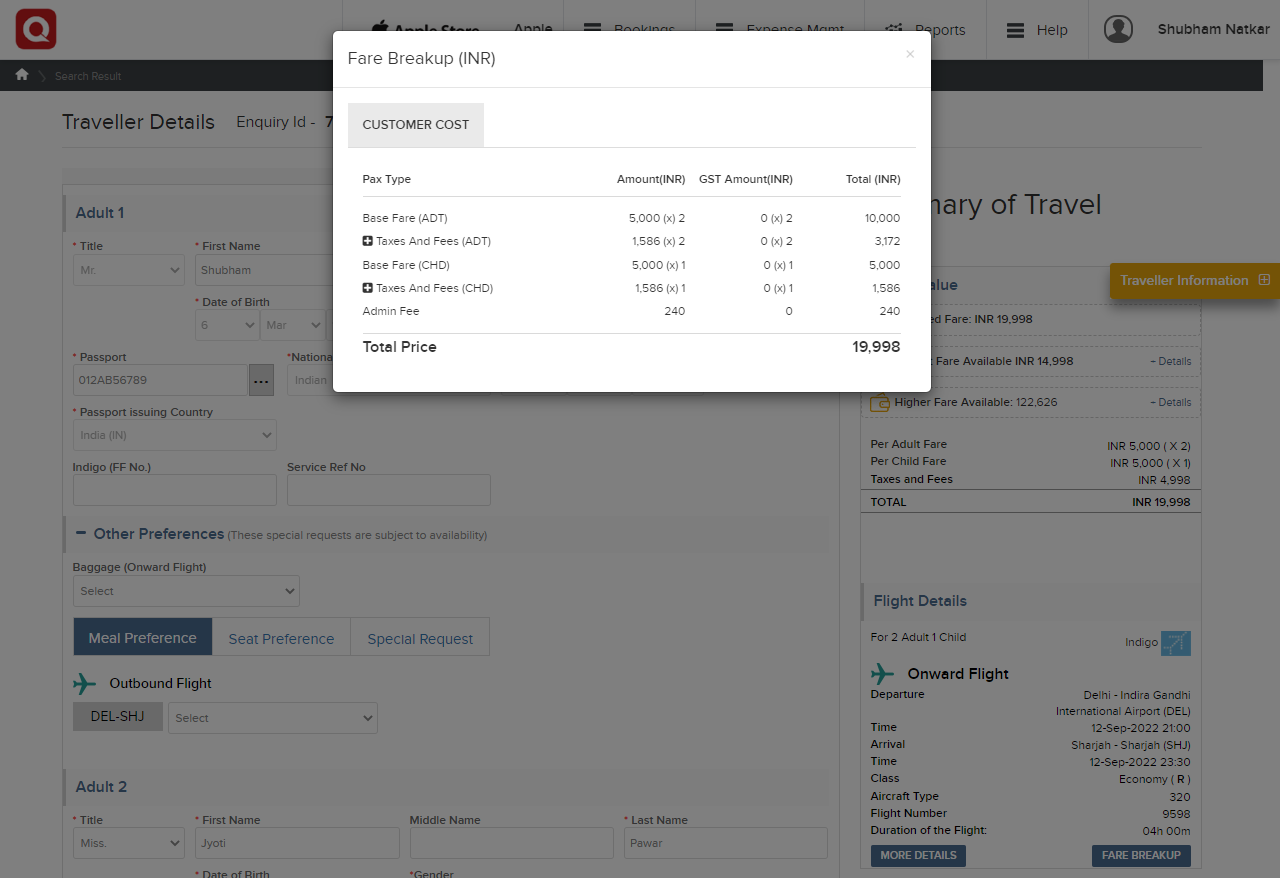 Apple Store
Apple
Bookings
Expense Mgmt
Reports
Help
Shubham Natkar
Search Result
Traveller Details
Enquiry Id - 7
Fare Breakup (INR)
×
CUSTOMER COST
Pax Type Amount(INR) GST Amount(INR) Total (INR)
Base Fare (ADT) 5,000 (x) 2 0 (x) 2 10,000
Taxes And Fees (ADT) 1,586 (x) 2 0 (x) 2 3,172
Base Fare (CHD) 5,000 (x) 1 0 (x) 1 5,000
Taxes And Fees (CHD) 1,586 (x) 1 0 (x) 1 1,586
Admin Fee 240 0 240
Total Price 19,998
Adult 1
* Title * First Name
Mr. Shubham
* Date of Birth
6 Mar
* Passport *Nationa
012AB56789 ... Indian
* Passport issuing Country
India (IN)
Indigo (FF No.) Service Ref No
Other Preferences (These special requests are subject to availability)
Baggage (Onward Flight)
Select
Meal Preference Seat Preference Special Request
Outbound Flight
DEL-SHJ Select
Adult 2
* Title * First Name Middle Name * Last Name
Miss. Jyoti Pawar
* Date of Birth *Gender
mary of Travel
alue
Traveller Information
ed Fare: INR 19,998
t Fare Available INR 14,998 - Details
Higher Fare Available: 122,626 - Details
Per Adult Fare INR 5,000 ( X 2)
Per Child Fare INR 5,000 ( X 1)
Taxes and Fees INR 4,998
TOTAL INR 19,998
Flight Details
For 2 Adult 1 Child Indigo
Onward Flight
Departure Delhi - Indira Gandhi
International Airport (DEL)
Time 12-Sep-2022 21:00
Arrival Sharjah - Sharjah (SHJ)
Time 12-Sep-2022 23:30
Class Economy ( R )
Aircraft Type 320
Flight Number 9598
Duration of the Flight: 04h 00m
MORE DETAILS FARE BREAKUP